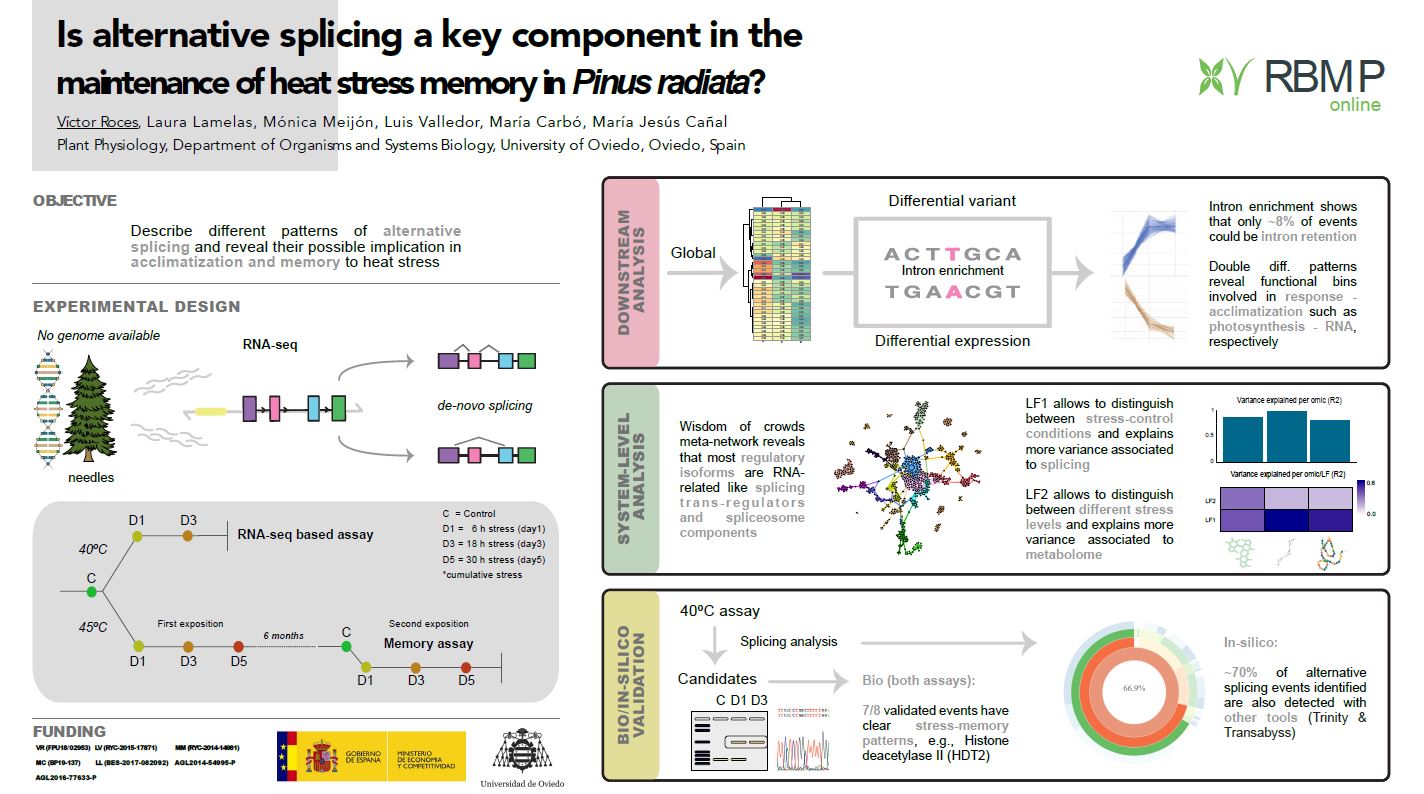 Is alternative splicing a key component in the
maintenance of heat stress memory in Pinus radiata?
Víctor Roces, Laura Lamelas, Mónica Meijón, Luis Valledor, María Carbó, María Jesús Cañal
Plant Physiology, Department of Organisms and Systems Biology, University of Oviedo, Oviedo, Spain
RBMP
online
OBJECTIVE
Describe different patterns of alternative
splicing and reveal their possible implication in
acclimatization and memory to heat stress
EXPERIMENTAL DESIGN
No genome available
RNA-seq
de-novo splicing
needles
D1
D3
RNA-seq based assay
C = Control
D1 = 6 h stress (day1)
D3 = 18 h stress (day3)
D5 = 30 h stress (day5)
*cumulative stress
40ºC
C
45ºC
First exposition
6 months
C
Second exposition
Memory assay
D1
D3
D5
D1
D3
D5
FUNDING
VR (FPU18/02953) LV (RYC-2015-17871) MM (RYC-2014-14981)
MC (BP19-137) LL (BES-2017-082092) AGL2014-54995-P
AGL2016-77633-P
GOBIERNO
DE ESPAÑA
MINISTERIO
DE ECONOMIA
Y COMPETITIVIDAD
Universidad de Oviedo
DOWNSTREAM
ANALYSIS
Global
Differential variant
ACTTGCA
Intron enrichment
TGAACGT
Differential expression
Intron enrichment shows
that only ~8% of events
could be intron retention
Double diff. patterns
reveal functional bins
involved in response -
acclimatization such as
photosynthesis - RNA,
respectively
SYSTEM-LEVEL
ANALYSIS
Wisdom of crowds
meta-network reveals
that most regulatory
isoforms are RNA-
related like splicing
trans-regulators
and spliceosome
components
LF1 allows to distinguish
between stress-control
conditions and explains
more variance associated
to splicing
LF2 allows to distinguish
between different stress
levels and explains more
variance associated to
metabolome
Variance explained per omic (R2)
1
0.5
0
Variance explained per omic/LF (R2)
LF2
LF1
0.6
0.0
BIO/IN-SILICO
VALIDATION
40ºC assay
Splicing analysis
Candidates
C D1 D3
Bio (both assays):
7/8 validated events have
clear stress-memory
patterns, e.g., Histone
deacetylase II (HDT2)
66.9%
In-silico:
~70% of alternative
splicing events identified
are also detected with
other tools (Trinity &
Transabyss)